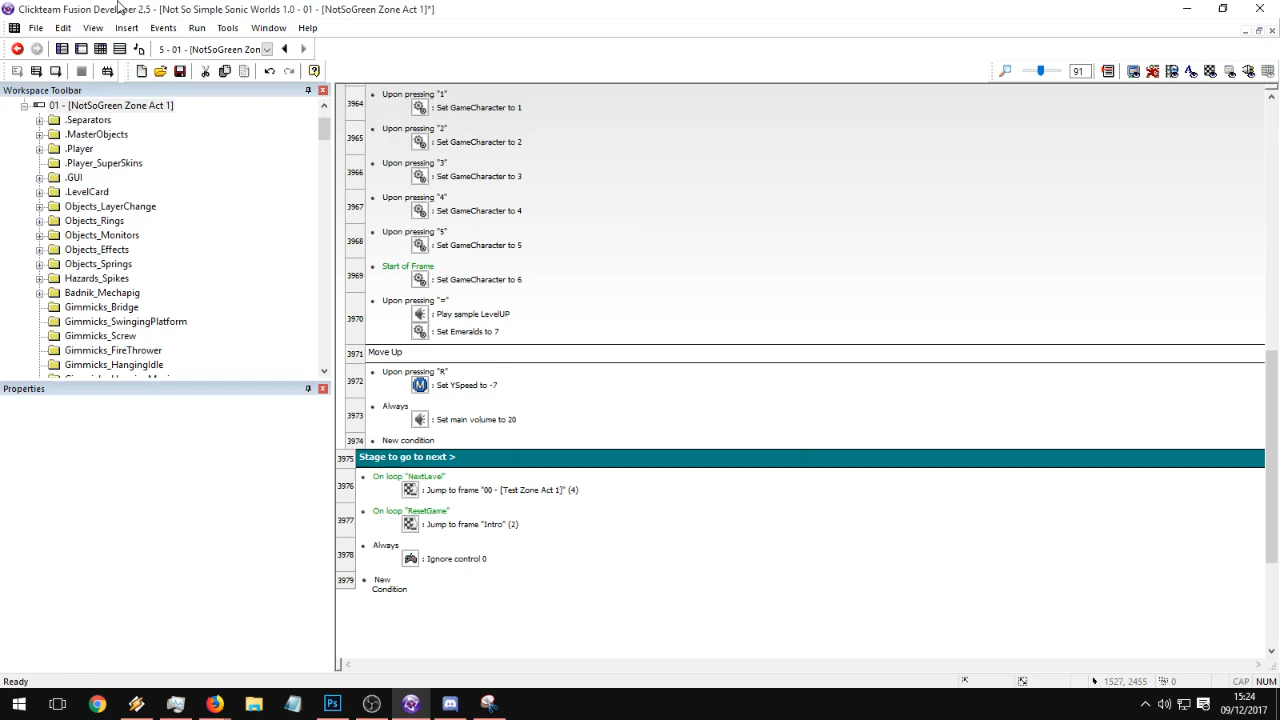 Clickteam Fusion Developer 2.5 - [Not So Simple Sonic Worlds 1.0 - 01 - [NotSoGreen Zone Act 1]*]
File Edit View Insert Events Run Tools Window Help
5 - 01 - [NotSoGreen Zon
91
Workspace Toolbar
01 - [NotSoGreen Zone Act 1]
.Separators
.MasterObjects
.Player
.Player_SuperSkins
.GUI
.LevelCard
Objects_LayerChange
Objects_Rings
Objects_Monitors
Objects_Effects
Objects_Springs
Hazards_Spikes
Badnik_Mechapig
Gimmicks_Bridge
Gimmicks_SwingingPlatform
Gimmicks_Screw
Gimmicks_FireThrower
Gimmicks_HangingIdle
Properties
3964 Upon pressing "1"
: Set GameCharacter to 1
3965 Upon pressing "2"
: Set GameCharacter to 2
3966 Upon pressing "3"
: Set GameCharacter to 3
3967 Upon pressing "4"
: Set GameCharacter to 4
3968 Upon pressing "5"
: Set GameCharacter to 5
3969 Start of Frame
: Set GameCharacter to 6
3970 Upon pressing "="
: Play sample LevelUP
: Set Emeralds to 7
3971 Move Up
3972 Upon pressing "R"
: Set YSpeed to -7
3973 Always
: Set main volume to 20
3974 New condition
3975 Stage to go to next >
3976 On loop "NextLevel"
: Jump to frame "00 - [Test Zone Act 1]" (4)
3977 On loop "ResetGame"
: Jump to frame "Intro" (2)
3978 Always
: Ignore control 0
3979 New
Condition
Ready
1527, 2455
0
CAP NUM
15:24
09/12/2017